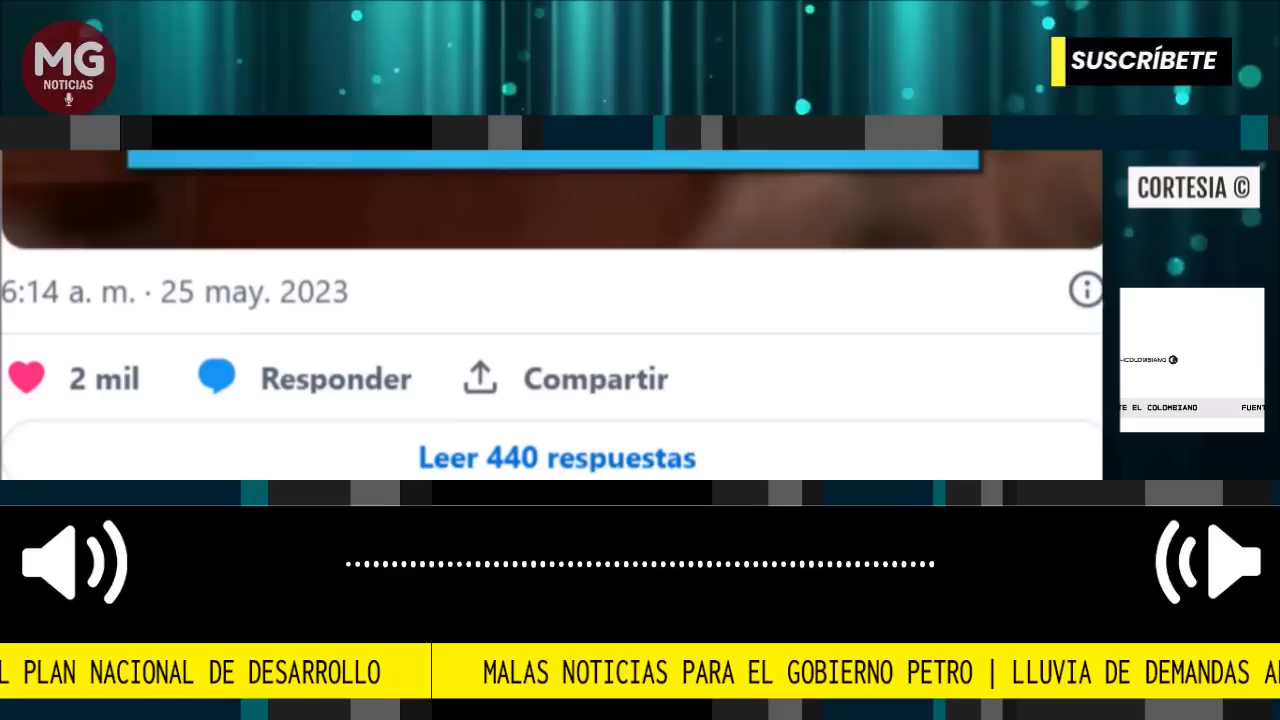 MG
NOTICIAS
SUSCRÍBETE
CORTESIA ©
6:14 a. m. · 25 may. 2023
2 mil
Responder
Compartir
Leer 440 respuestas
COLOMBIANO
EL COLOMBIANO
PLAN NACIONAL DE DESARROLLO
MALAS NOTICIAS PARA EL GOBIERNO PETRO | LLUVIA DE DEMANDAS